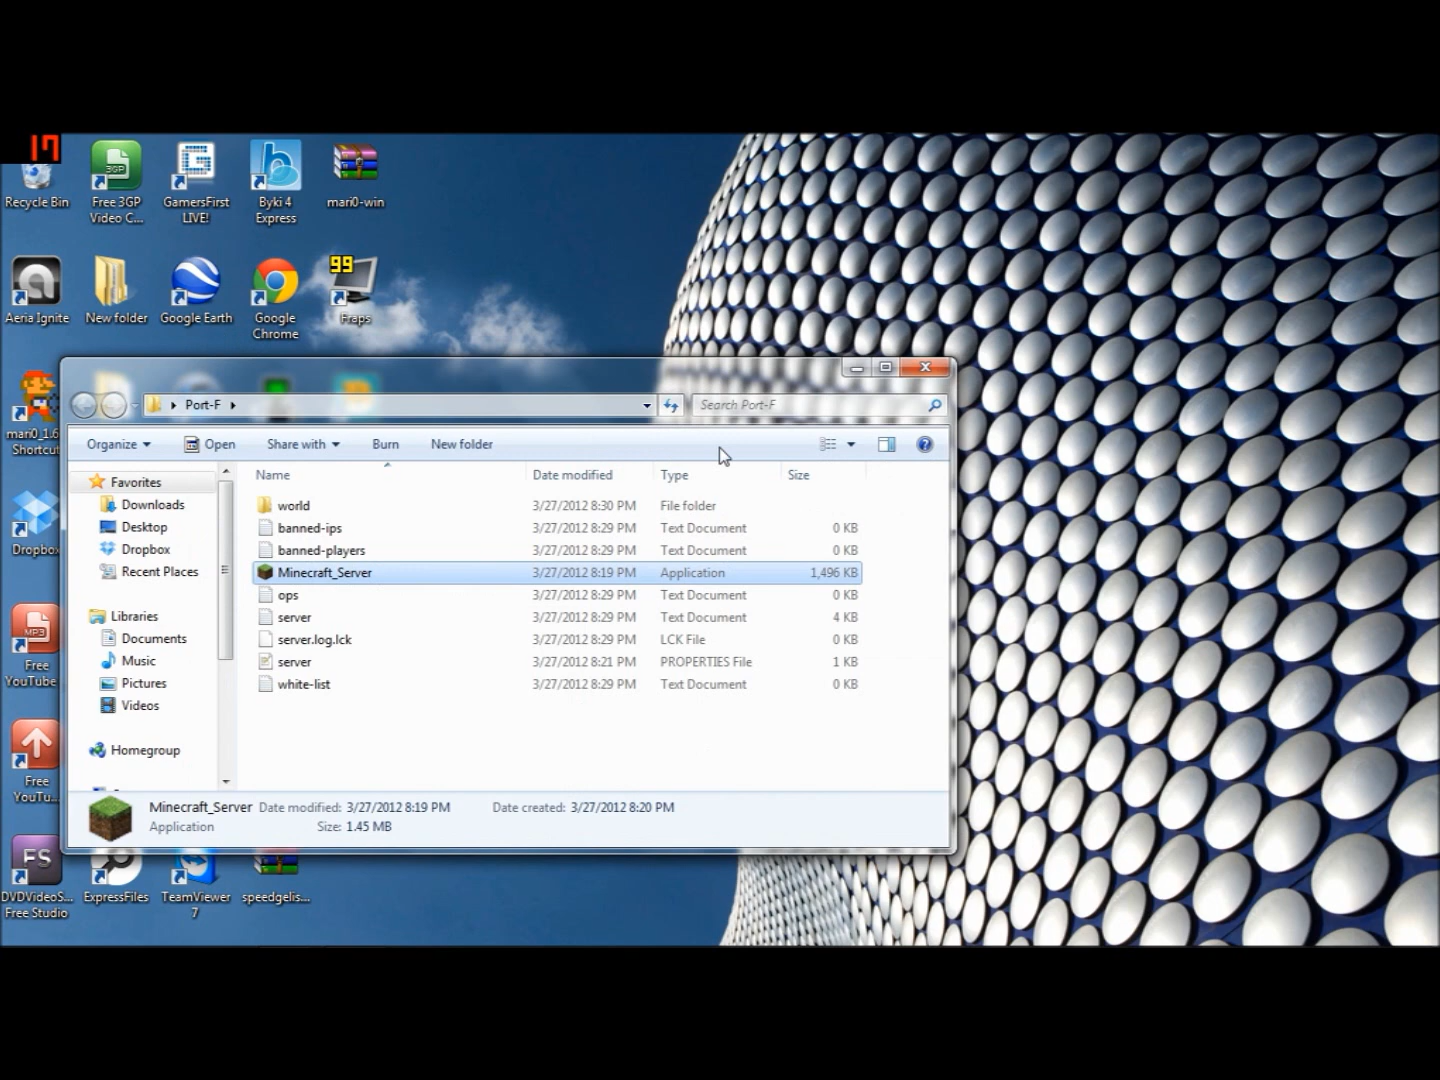 17
Recycle Bin
Free 3GP
Video C...
GamersFirst
LIVE!
Byki 4
Express
mari0-win
Aeria Ignite
New folder
Google Earth
Google
Chrome
99
Fraps
mari0_1.6
Shortcut
Dropbox
Free
YouTube
Free
YouTu...
DVDVideoS...
Free Studio
ExpressFiles
TeamViewer
7
speedgelis...
3GP
MP3
FS
Port-F
Search Port-F
Organize
Open
Share with
Burn
New folder
Favorites
Downloads
Desktop
Dropbox
Recent Places
Libraries
Documents
Music
Pictures
Videos
Homegroup
Name Date modified Type Size
world 3/27/2012 8:30 PM File folder
banned-ips 3/27/2012 8:29 PM Text Document 0 KB
banned-players 3/27/2012 8:29 PM Text Document 0 KB
Minecraft_Server 3/27/2012 8:19 PM Application 1,496 KB
ops 3/27/2012 8:29 PM Text Document 0 KB
server 3/27/2012 8:29 PM Text Document 4 KB
server.log.lck 3/27/2012 8:29 PM LCK File 0 KB
server 3/27/2012 8:21 PM PROPERTIES File 1 KB
white-list 3/27/2012 8:29 PM Text Document 0 KB
Minecraft_Server Date modified: 3/27/2012 8:19 PM Date created: 3/27/2012 8:20 PM
Application Size: 1.45 MB